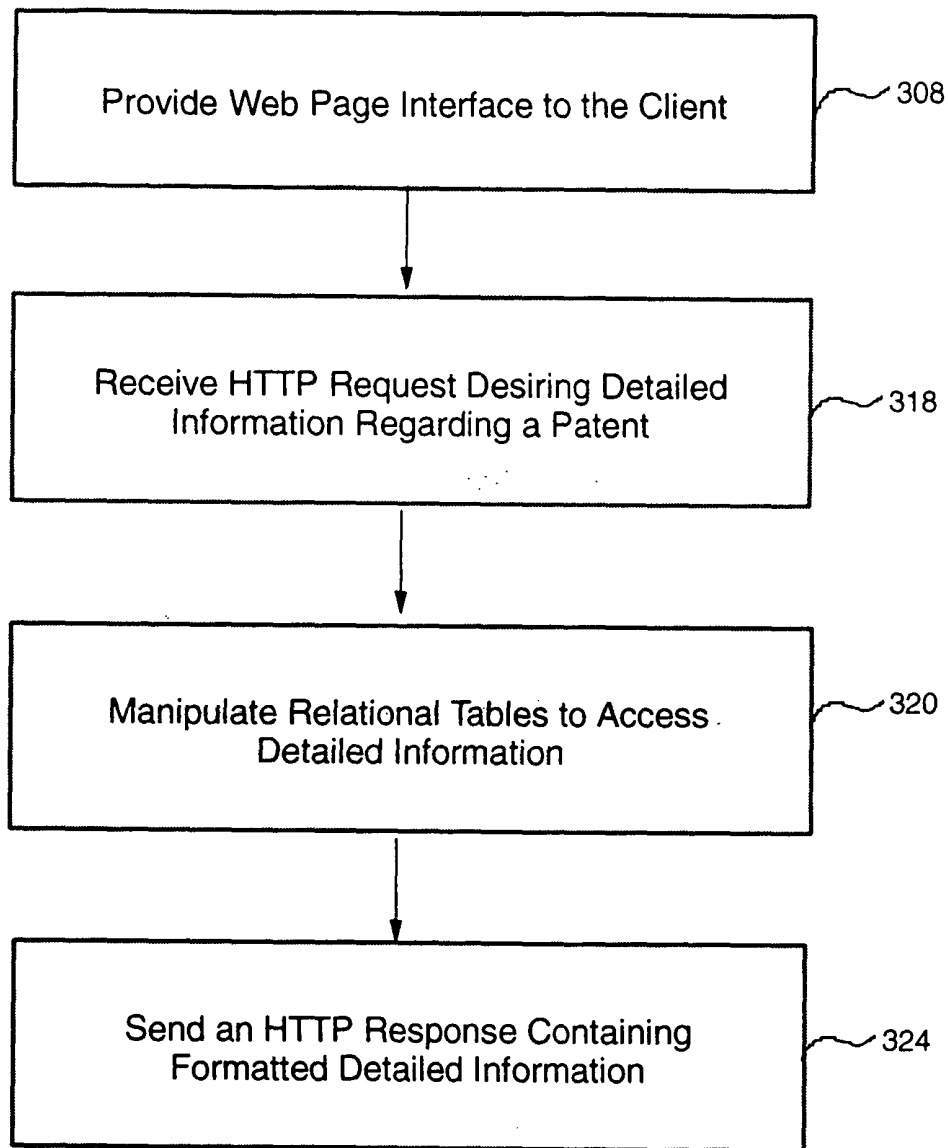 Provide Web Page Interface to the Client
308
Receive HTTP Request Desiring Detailed
Information Regarding a Patent
318
Manipulate Relational Tables to Access
Detailed Information
320
Send an HTTP Response Containing
Formatted Detailed Information
324